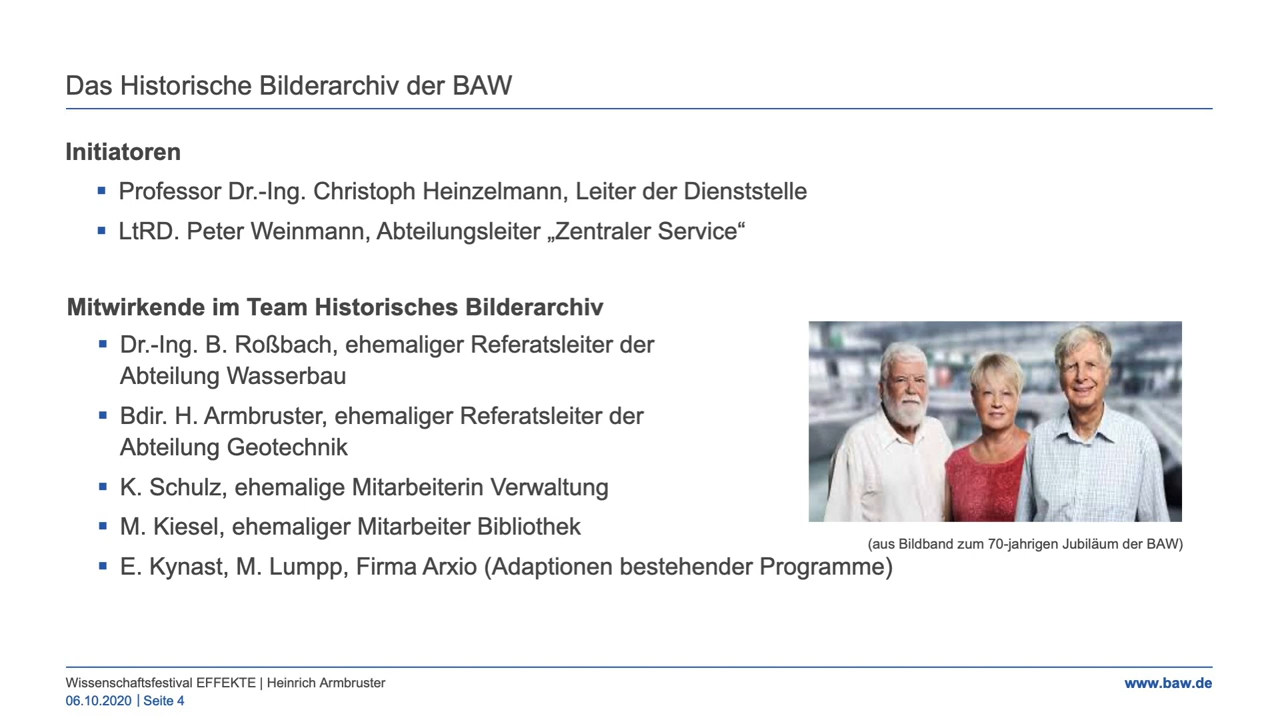 Das Historische Bilderarchiv der BAW
Initiatoren
Professor Dr.-Ing. Christoph Heinzelmann, Leiter der Dienststelle
LtRD. Peter Weinmann, Abteilungsleiter „Zentraler Service“
Mitwirkende im Team Historisches Bilderarchiv
Dr.-Ing. B. Roßbach, ehemaliger Referatsleiter der
Abteilung Wasserbau
Bdir. H. Armbruster, ehemaliger Referatsleiter der
Abteilung Geotechnik
K. Schulz, ehemalige Mitarbeiterin Verwaltung
M. Kiesel, ehemaliger Mitarbeiter Bibliothek
(aus Bildband zum 70-jahrigen Jubiläum der BAW)
E. Kynast, M. Lumpp, Firma Arxio (Adaptionen bestehender Programme)
Wissenschaftsfestival EFFEKTE | Heinrich Armbruster
www.baw.de
06.10.2020 | Seite 4